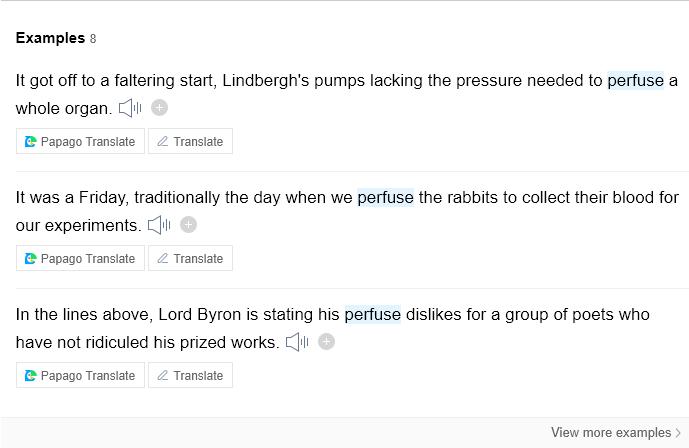 Examples 8
It got off to a faltering start, Lindbergh's pumps lacking the pressure needed to perfuse a
whole organ.
Papago Translate Translate
It was a Friday, traditionally the day when we perfuse the rabbits to collect their blood for
our experiments.
Papago Translate Translate
In the lines above, Lord Byron is stating his perfuse dislikes for a group of poets who
have not ridiculed his prized works.
Papago Translate Translate
View more examples >